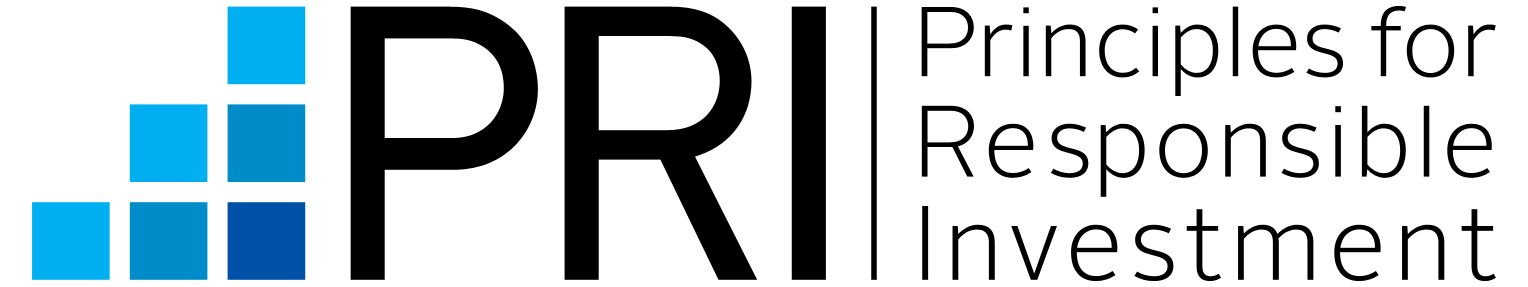 PRI
Principles for
Responsible
Investment